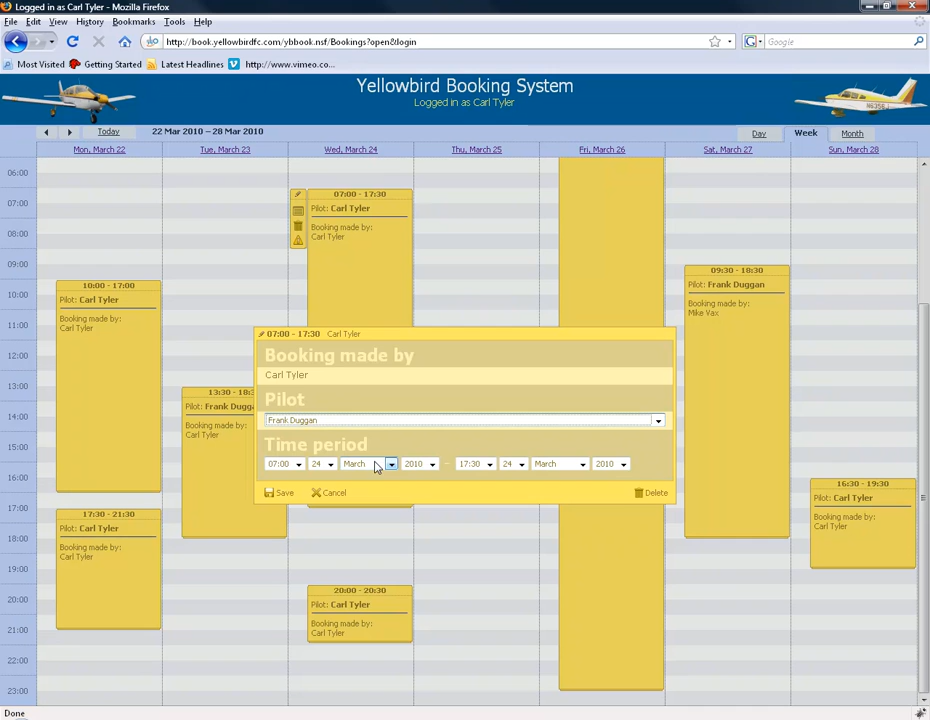 Logged in as Carl Tyler - Mozilla Firefox
File Edit View History Bookmarks Tools Help
http://book.yellowbirdfc.com/ybbook.nsf/Bookings?open&login
Google
Most Visited Getting Started Latest Headlines http://www.vimeo.co...
Yellowbird Booking System
Logged in as Carl Tyler
Today 22 Mar 2010 – 28 Mar 2010 Day Week Month
Mon, March 22 Tue, March 23 Wed, March 24 Thu, March 25 Fri, March 26 Sat, March 27 Sun, March 28
06:00
07:00
08:00
09:00
10:00
11:00
12:00
13:00
14:00
15:00
16:00
17:00
18:00
19:00
20:00
21:00
22:00
23:00
10:00 - 17:00
Pilot: Carl Tyler
Booking made by:
Carl Tyler
17:30 - 21:30
Pilot: Carl Tyler
Booking made by:
Carl Tyler
13:30 - 18:3
Pilot: Frank Dugg
Booking made by:
Carl Tyler
07:00 - 17:30
Pilot: Carl Tyler
Booking made by:
Carl Tyler
20:00 - 20:30
Pilot: Carl Tyler
Booking made by:
Carl Tyler
09:30 - 18:30
Pilot: Frank Duggan
Booking made by:
Mike Vax
16:30 - 19:30
Pilot: Carl Tyler
Booking made by:
Carl Tyler
07:00 - 17:30 Carl Tyler
Booking made by
Carl Tyler
Pilot
Frank Duggan
Time period
07:00 24 March 2010 – 17:30 24 March 2010
Save Cancel Delete
Done